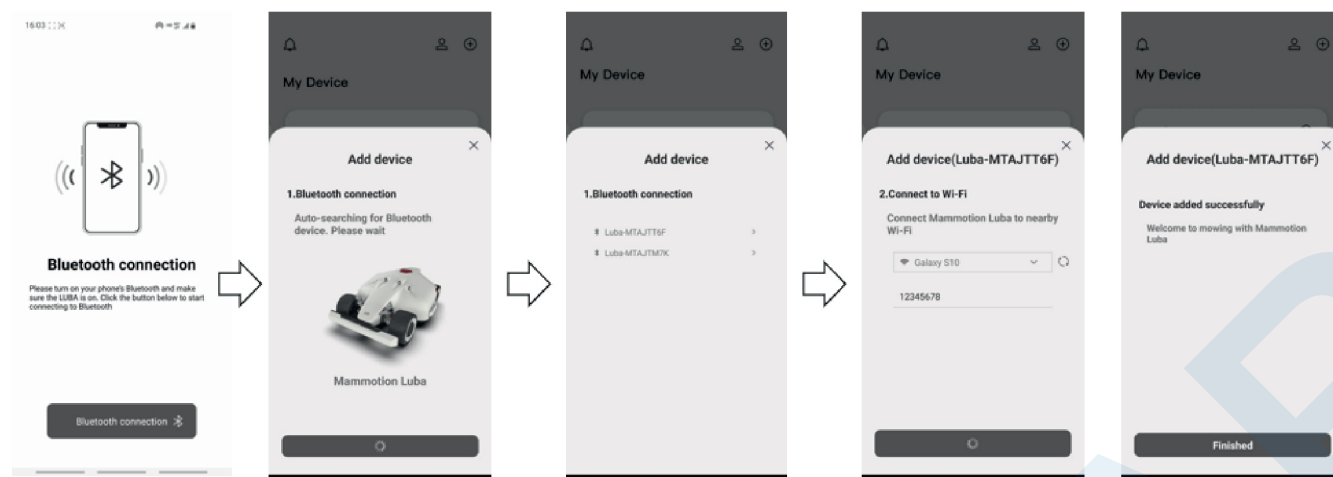 16:03
Bluetooth connection
Please turn on your phone's Bluetooth and make
sure the LUBA is on. Click the button below to start
connecting to Bluetooth
Bluetooth connection
My Device
Add device
1.Bluetooth connection
Auto-searching for Bluetooth
device. Please wait
Mammotion Luba
My Device
Add device
1.Bluetooth connection
Luba-MTAJTT6F
Luba-MTAJTM7K
My Device
Add device(Luba-MTAJTT6F)
2.Connect to Wi-Fi
Connect Mammotion Luba to nearby
Wi-Fi
Galaxy S10
12345678
My Device
Add device(Luba-MTAJTT6F)
Device added successfully
Welcome to mowing with Mammotion
Luba
Finished